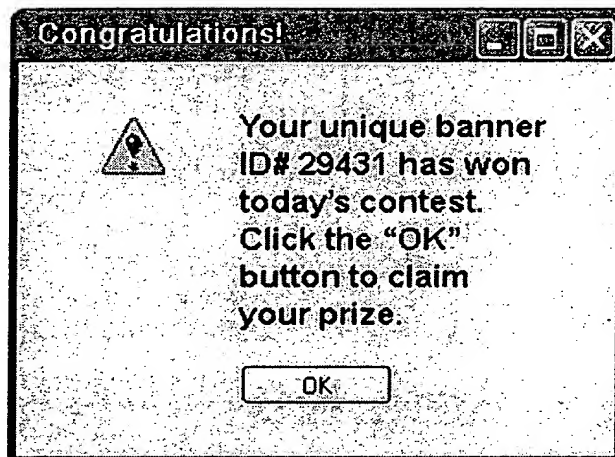 Congratulations!
Your unique banner
ID# 29431 has won
today's contest.
Click the “OK”
button to claim
your prize.
OK